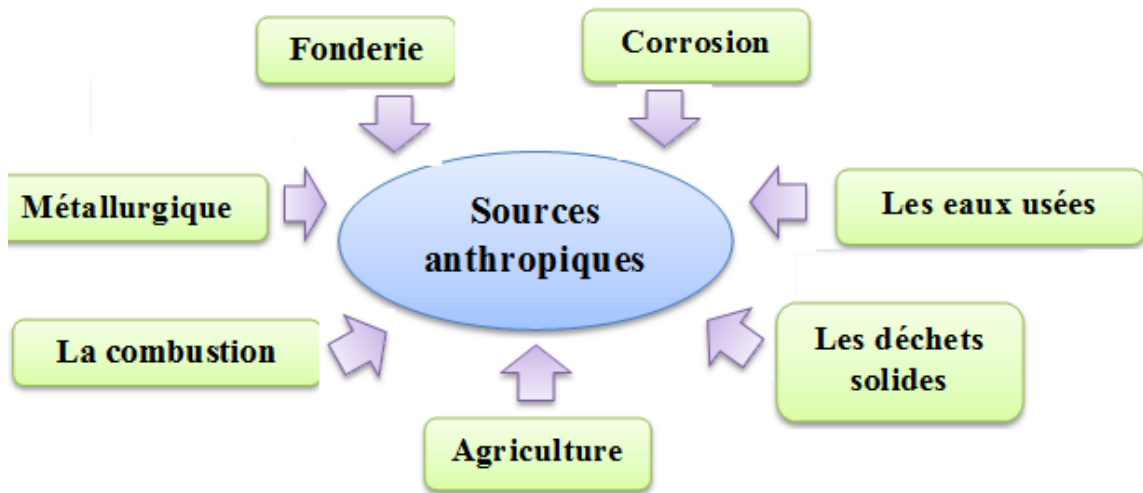 Fonderie
Corrosion
Métallurgique
Sources
anthropiques
Les eaux usées
La combustion
Les déchets
solides
Agriculture